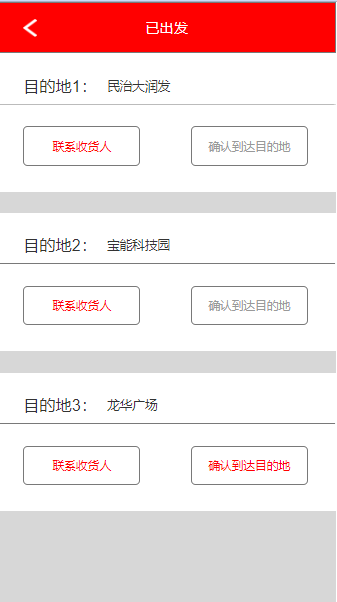 已出发
目的地1： 民治大润发
联系收货人 确认到达目的地
目的地2： 宝能科技园
联系收货人 确认到达目的地
目的地3： 龙华广场
联系收货人 确认到达目的地